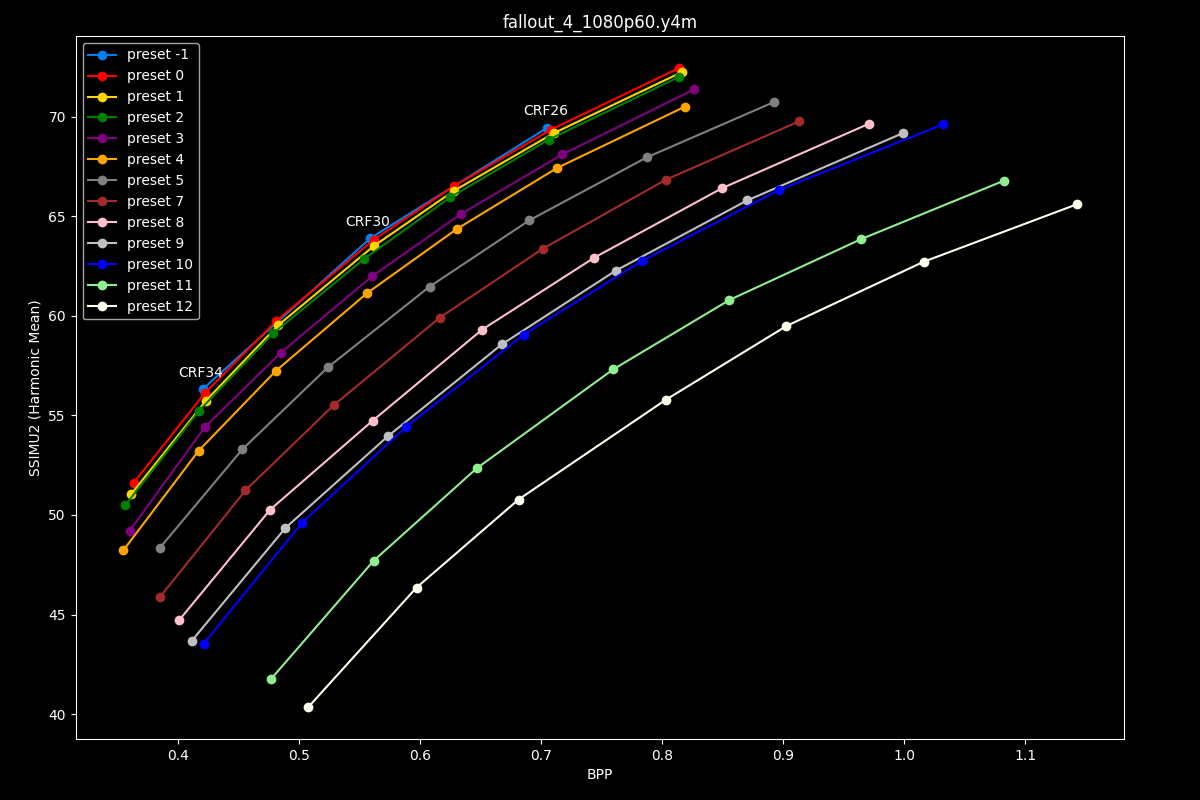 fallout_4_1080p60.y4m
preset -1
preset 0
preset 1
preset 2
preset 3
preset 4
preset 5
preset 7
preset 8
preset 9
preset 10
preset 11
preset 12
CRF26
CRF30
CRF34
SSIMU2 (Harmonic Mean)
70
65
60
55
50
45
40
0.4
0.5
0.6
0.7
0.8
0.9
1.0
1.1
BPP